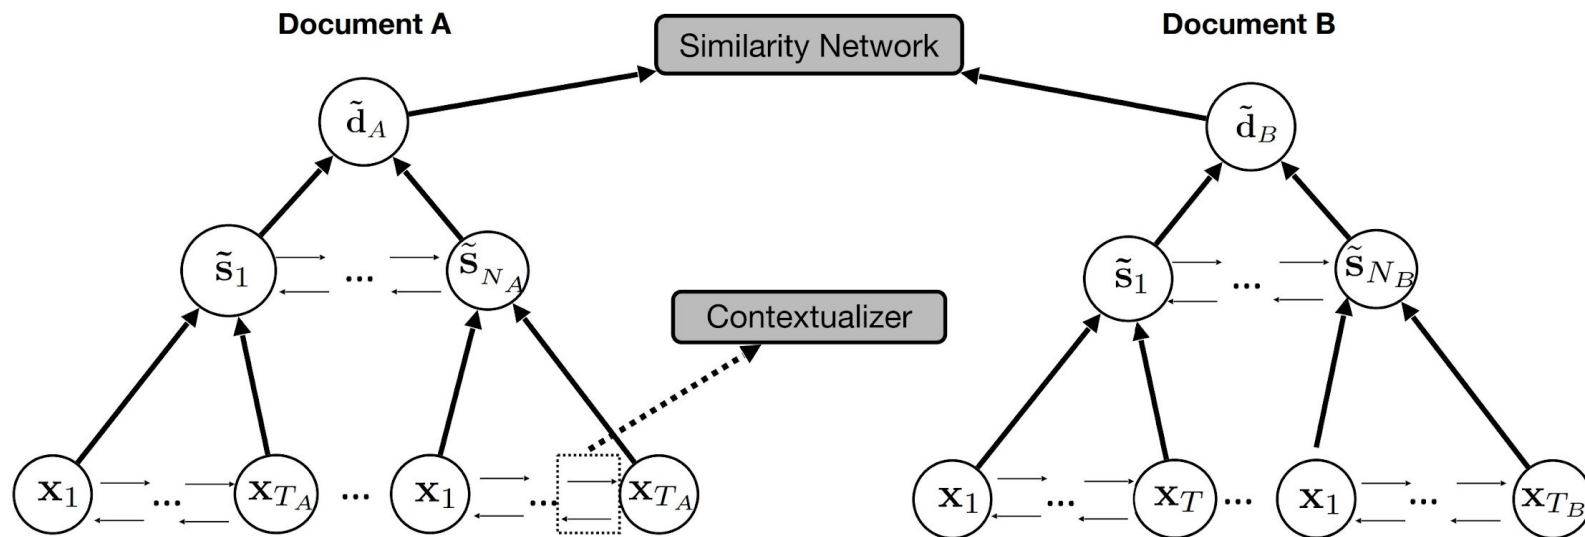 Document A
Similarity Network
Document B
d̃_A
d̃_B
s̃_1 ... s̃_{N_A}
s̃_1 ... s̃_{N_B}
Contextualizer
x_1 ... x_{T_A} ... x_1 ... x_{T_A}
x_1 ... x_T ... x_1 ... x_{T_B}